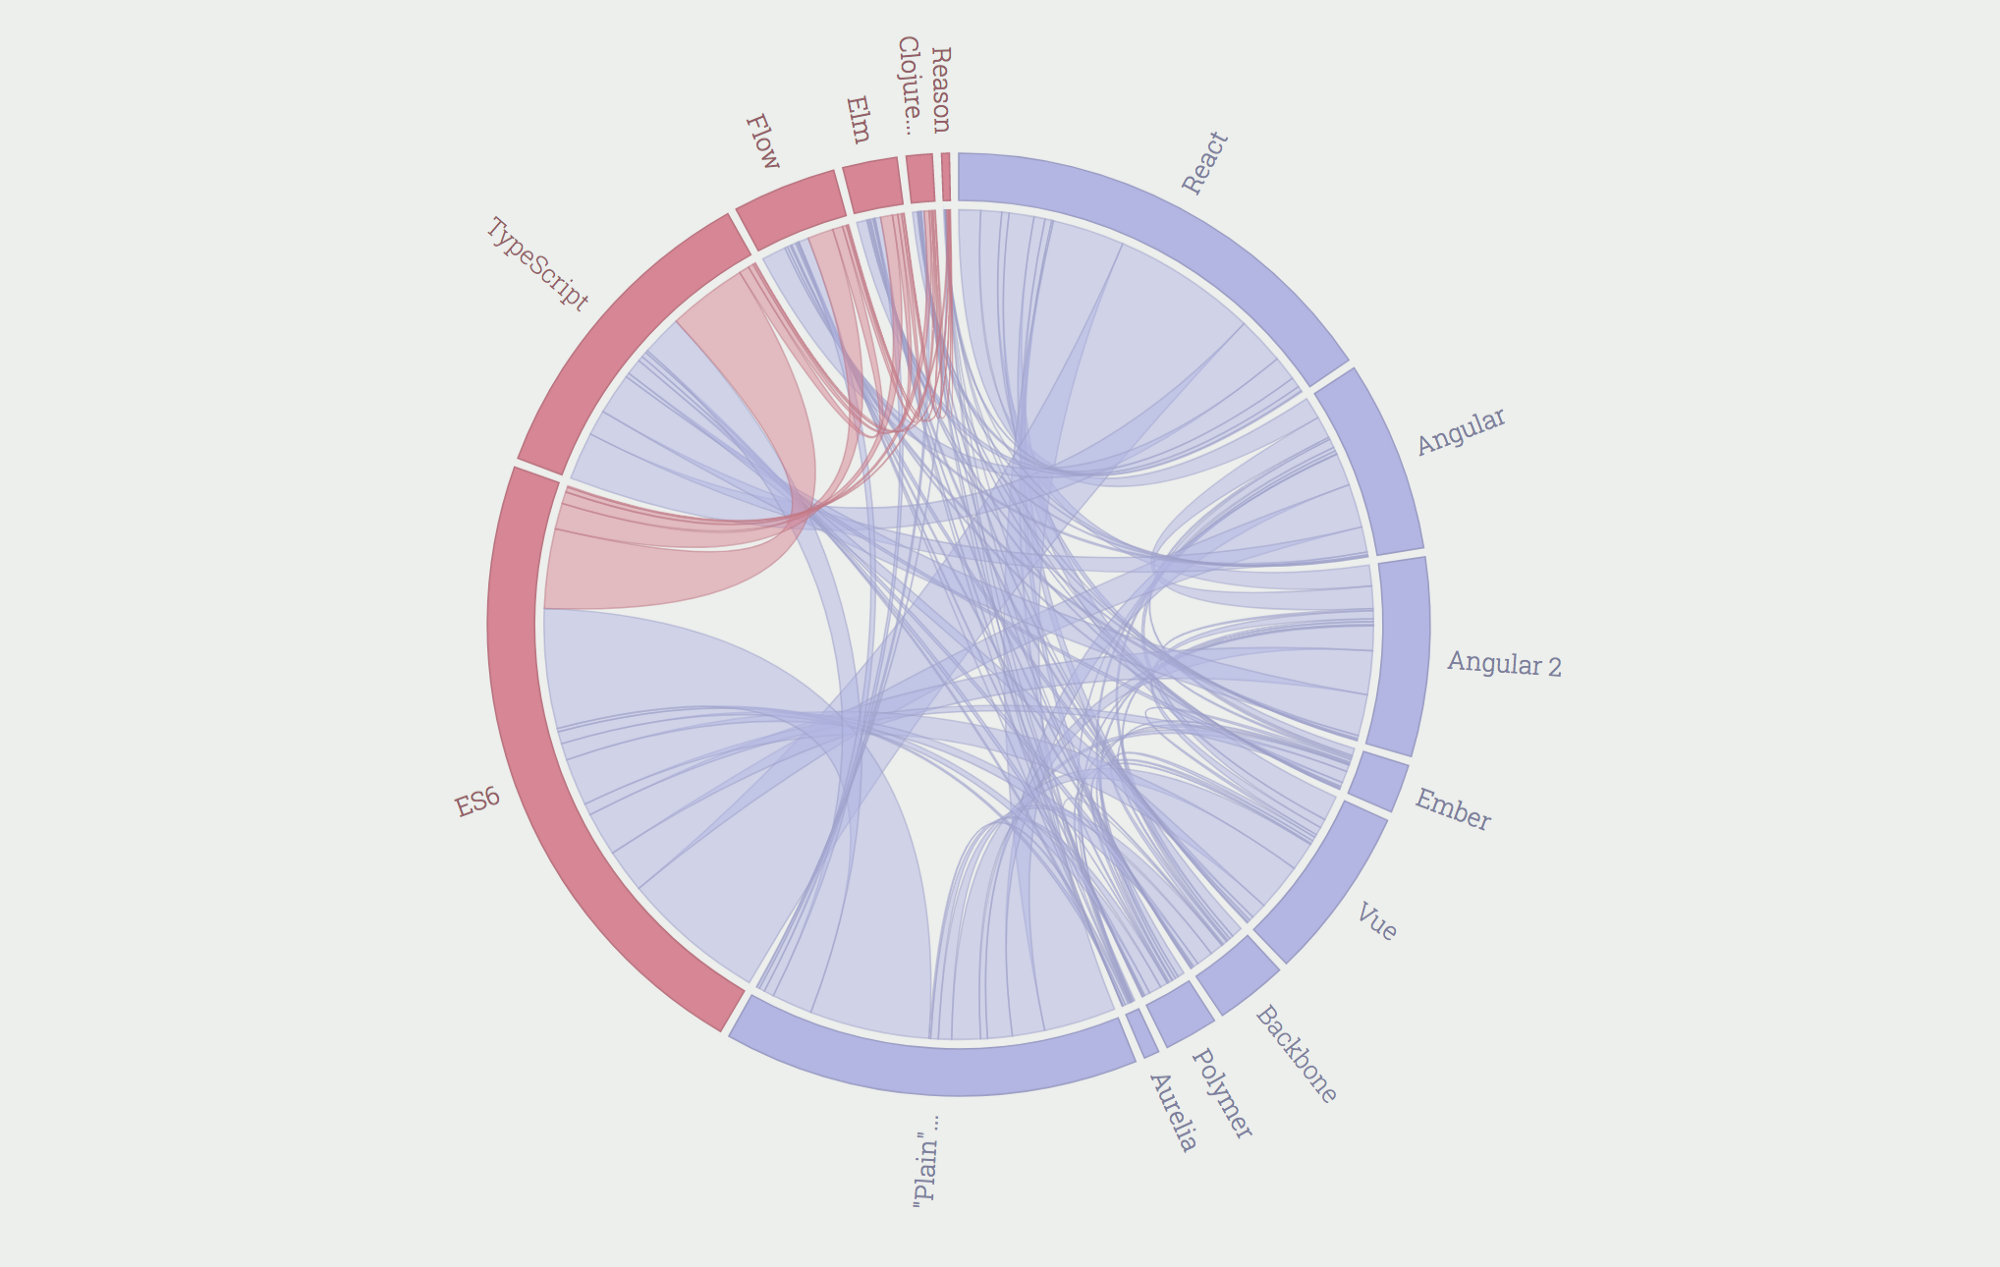 React
Angular
Angular 2
Ember
Vue
Backbone
Polymer
Aurelia
"Plain" ...
ES6
TypeScript
Flow
Elm
Clojure...
Reason